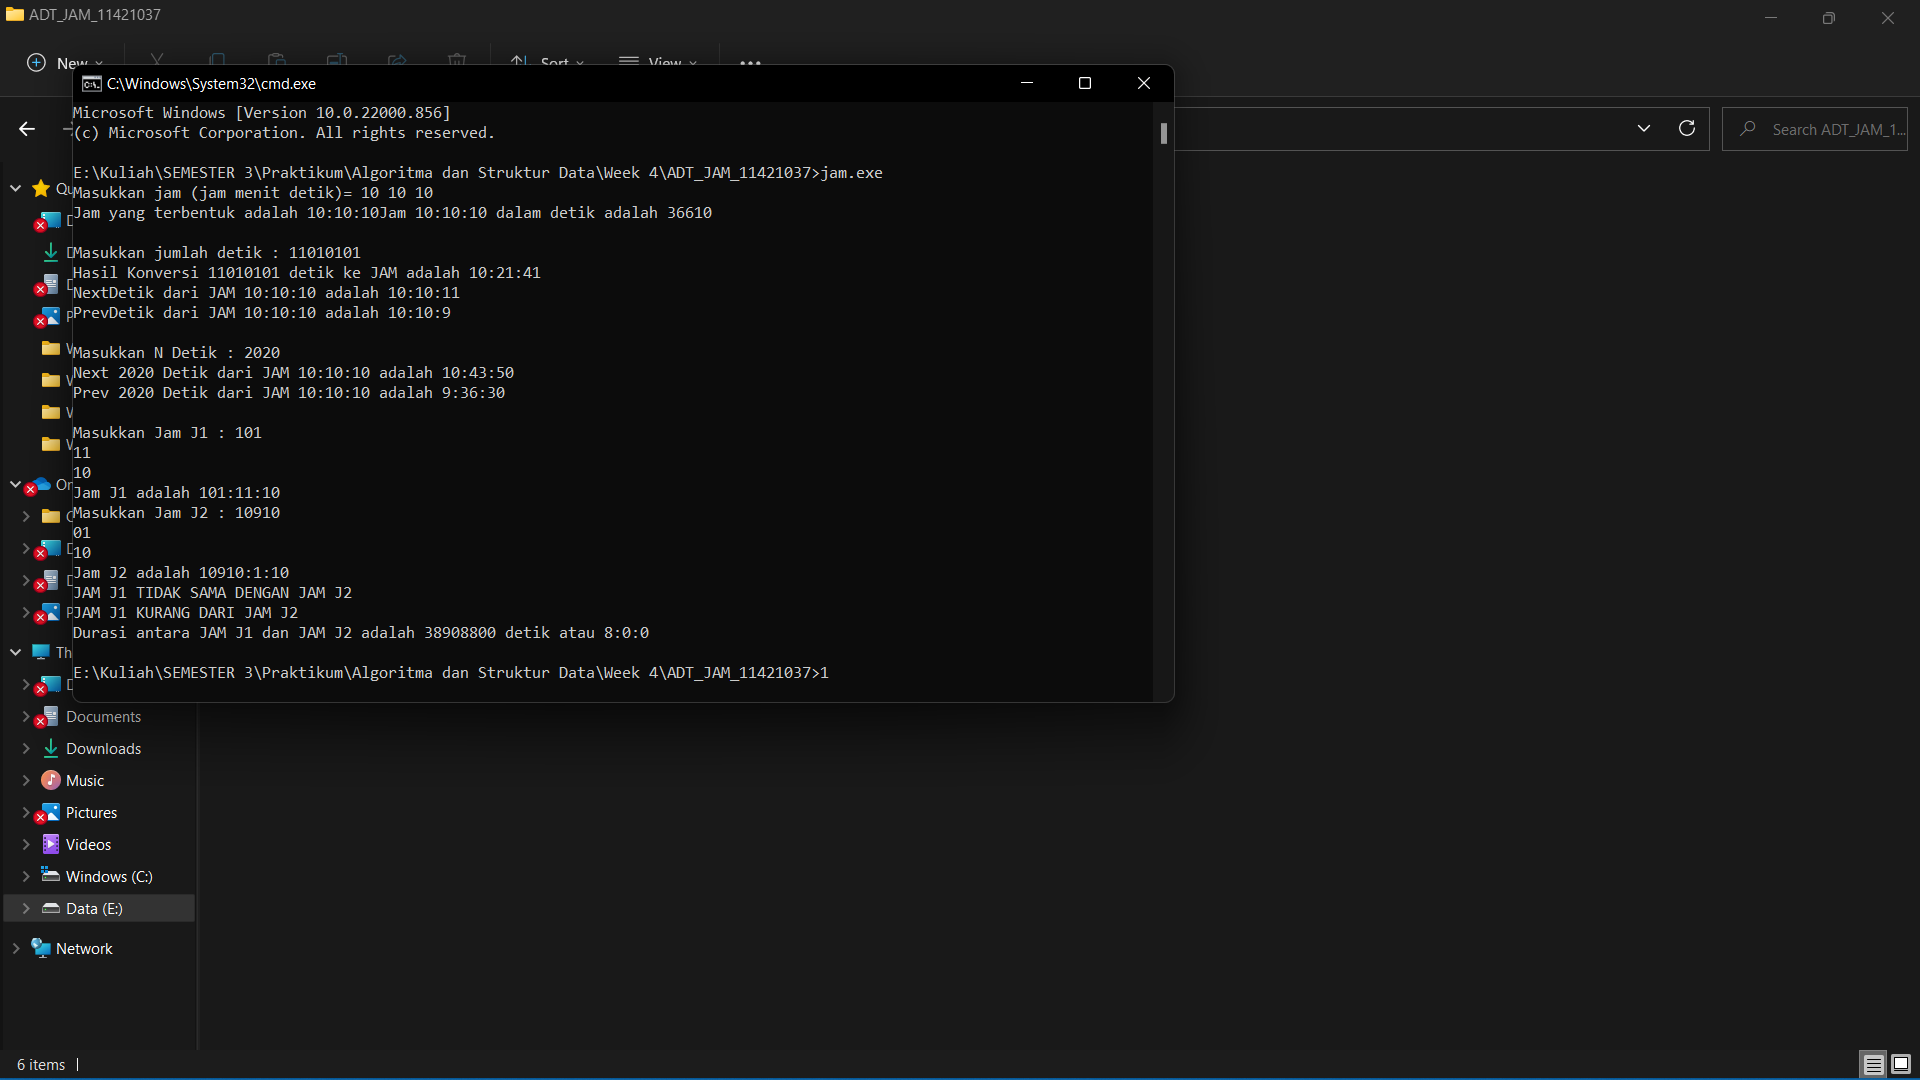 ADT_JAM_11421037
New
Sort
View
C:\Windows\System32\cmd.exe
Search ADT_JAM_1...
Microsoft Windows [Version 10.0.22000.856]
(c) Microsoft Corporation. All rights reserved.
E:\Kuliah\SEMESTER 3\Praktikum\Algoritma dan Struktur Data\Week 4\ADT_JAM_11421037>jam.exe
Masukkan jam (jam menit detik)= 10 10 10
Jam yang terbentuk adalah 10:10:10Jam 10:10:10 dalam detik adalah 36610
Masukkan jumlah detik : 11010101
Hasil Konversi 11010101 detik ke JAM adalah 10:21:41
NextDetik dari JAM 10:10:10 adalah 10:10:11
PrevDetik dari JAM 10:10:10 adalah 10:10:9
Masukkan N Detik : 2020
Next 2020 Detik dari JAM 10:10:10 adalah 10:43:50
Prev 2020 Detik dari JAM 10:10:10 adalah 9:36:30
Masukkan Jam J1 : 101
11
10
Jam J1 adalah 101:11:10
Masukkan Jam J2 : 10910
01
10
Jam J2 adalah 10910:1:10
JAM J1 TIDAK SAMA DENGAN JAM J2
JAM J1 KURANG DARI JAM J2
Durasi antara JAM J1 dan JAM J2 adalah 38908800 detik atau 8:0:0
E:\Kuliah\SEMESTER 3\Praktikum\Algoritma dan Struktur Data\Week 4\ADT_JAM_11421037>1
Documents
Downloads
Music
Pictures
Videos
Windows (C:)
Data (E:)
Network
6 items